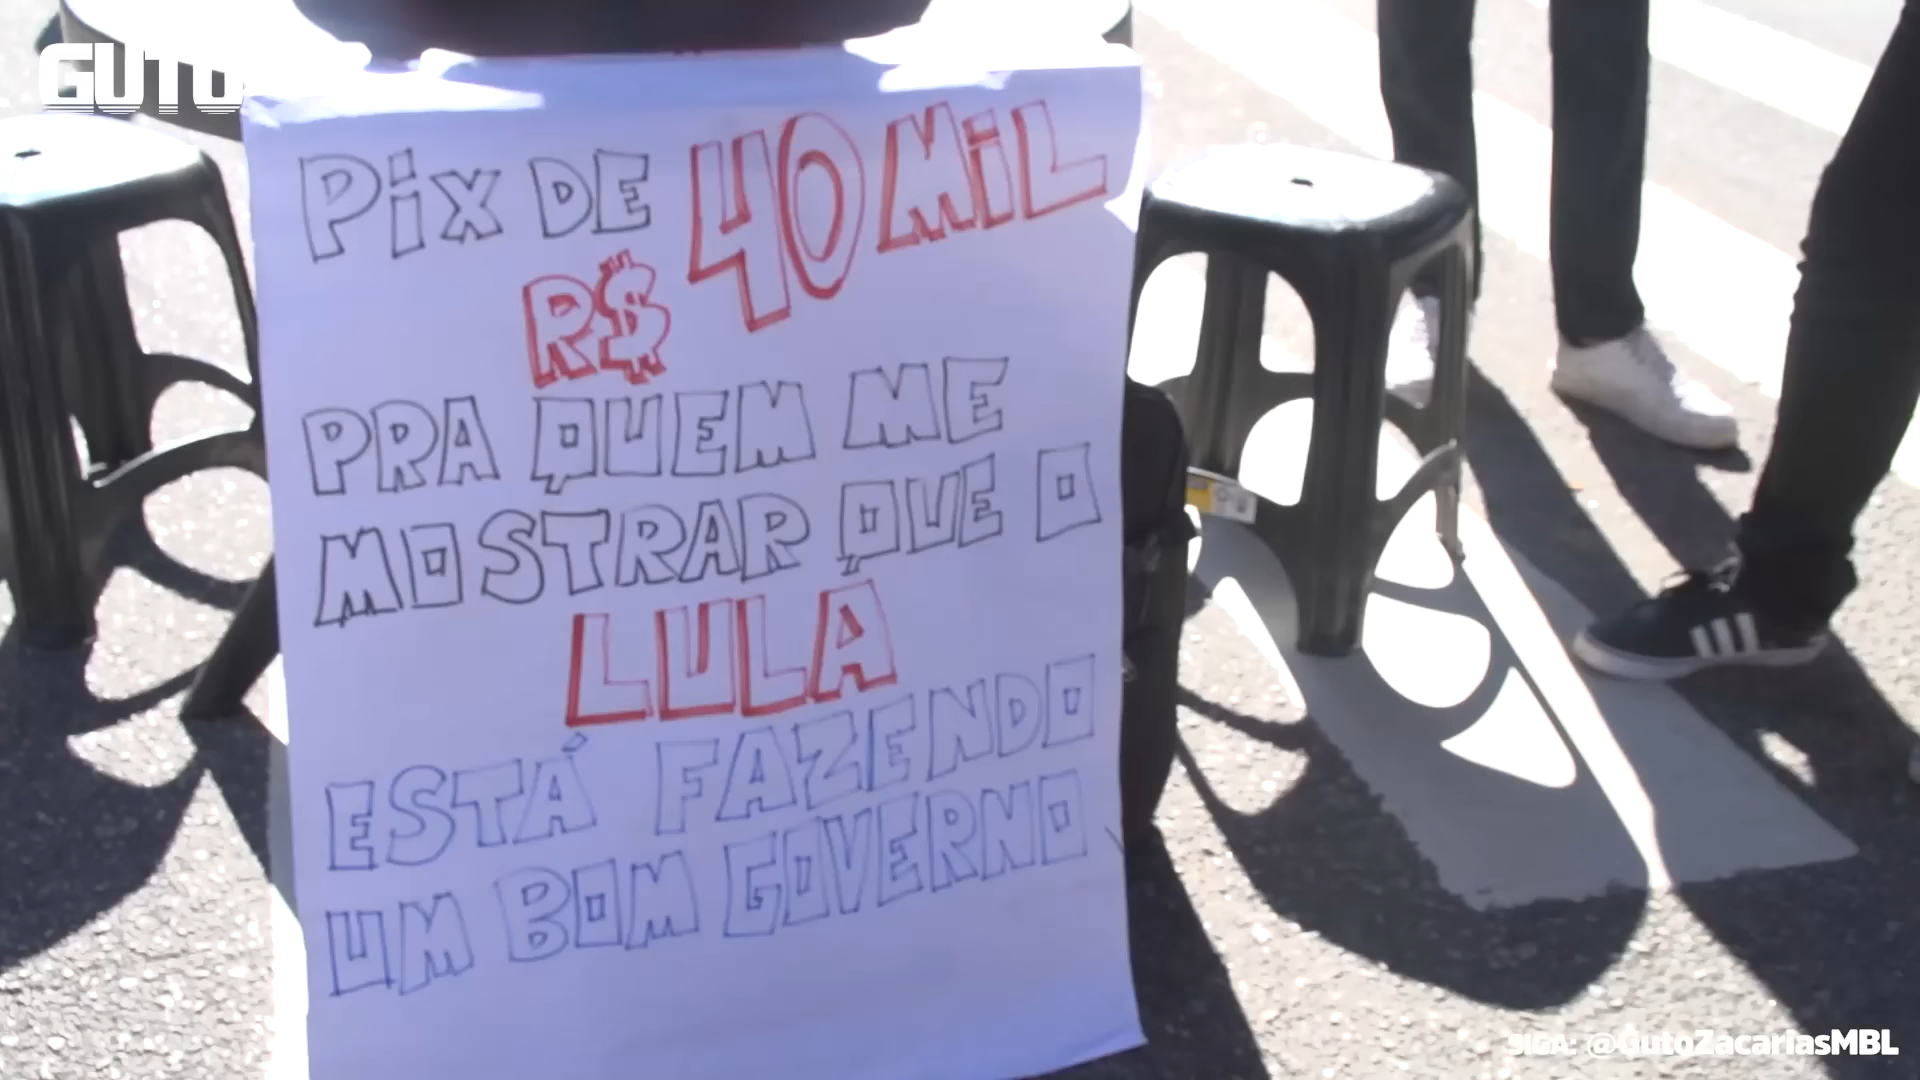 GUTO
PIX DE 40 MIL
R$
PRA QUEM ME
MOSTRAR QUE O
LULA
ESTÁ FAZENDO
UM BOM GOVERNO
SIGA: @GutoZacariasMBL